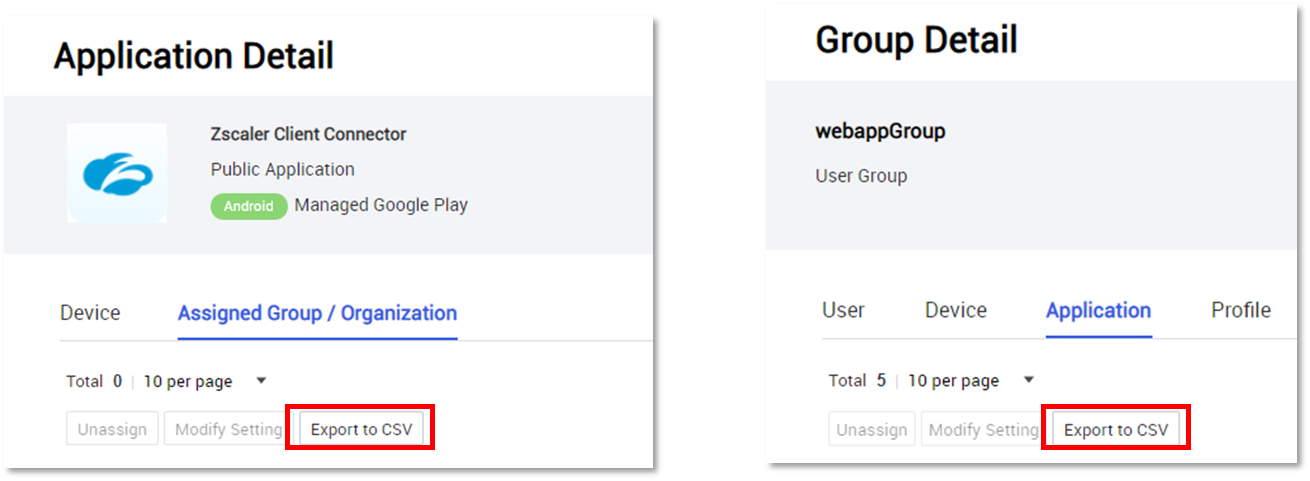 Application Detail
Zscaler Client Connector
Public Application
Android Managed Google Play
Device Assigned Group / Organization
Total 0 | 10 per page
Unassign Modify Setting Export to CSV
Group Detail
webappGroup
User Group
User Device Application Profile
Total 5 | 10 per page
Unassign Modify Setting Export to CSV